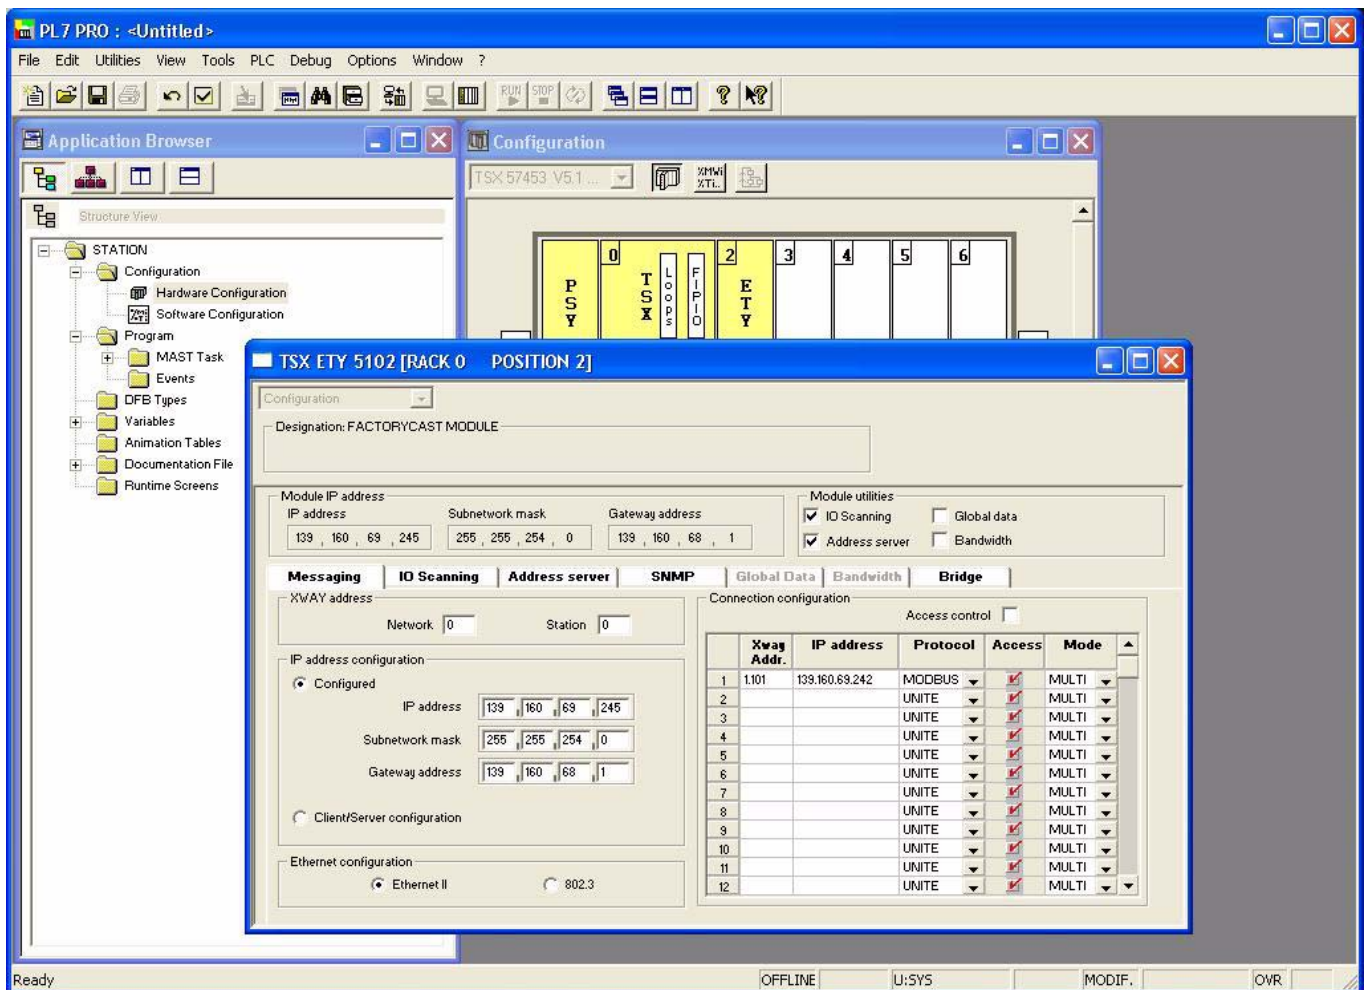 PL7 PRO : <Untitled>
File Edit Utilities View Tools PLC Debug Options Window ?
RUN STOP
Application Browser
Structure View
STATION
Configuration
Hardware Configuration
Software Configuration
Program
MAST Task
Events
DFB Types
Variables
Animation Tables
Documentation File
Runtime Screens
Configuration
TSX 57453 V5.1 ...
XMWi
XTi..
0 2 3 4 5 6
PSY
TSX
Loops
FIPIO
ETY
TSX ETY 5102 [RACK 0 POSITION 2]
Configuration
Designation: FACTORYCAST MODULE
Module IP address
IP address Subnetwork mask Gateway address
139 , 160 , 69 , 245 255 , 255 , 254 , 0 139 , 160 , 68 , 1
Module utilities
IO Scanning Global data
Address server Bandwidth
Messaging IO Scanning Address server SNMP Global Data Bandwidth Bridge
XWAY address
Network 0 Station 0
IP address configuration
Configured
IP address 139 , 160 , 69 , 245
Subnetwork mask 255 , 255 , 254 , 0
Gateway address 139 , 160 , 68 , 1
Client/Server configuration
Ethernet configuration
Ethernet II 802.3
Connection configuration
Access control
Xway Addr. IP address Protocol Access Mode
1 1.101 139.160.69.242 MODBUS MULTI
2 UNITE MULTI
3 UNITE MULTI
4 UNITE MULTI
5 UNITE MULTI
6 UNITE MULTI
7 UNITE MULTI
8 UNITE MULTI
9 UNITE MULTI
10 UNITE MULTI
11 UNITE MULTI
12 UNITE MULTI
Ready OFFLINE U:SYS MODIF. OVR